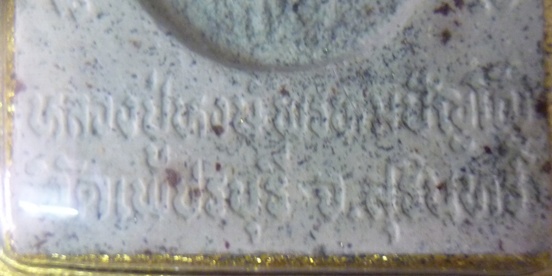 หลวงปู่หงษ์ พรหมปัญโญ
วัดเพชรบุรี จ.สุรินทร์